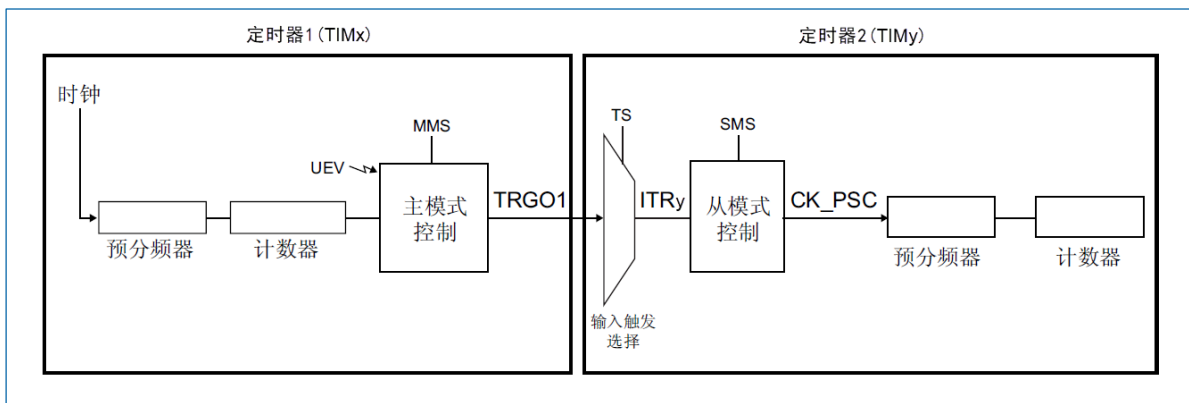 定时器1(TIMx)
定时器2(TIMy)
时钟
MMS
TS
SMS
UEV
TRGO1
ITRy
CK_PSC
主模式
控制
从模式
控制
预分频器
计数器
预分频器
计数器
输入触发
选择